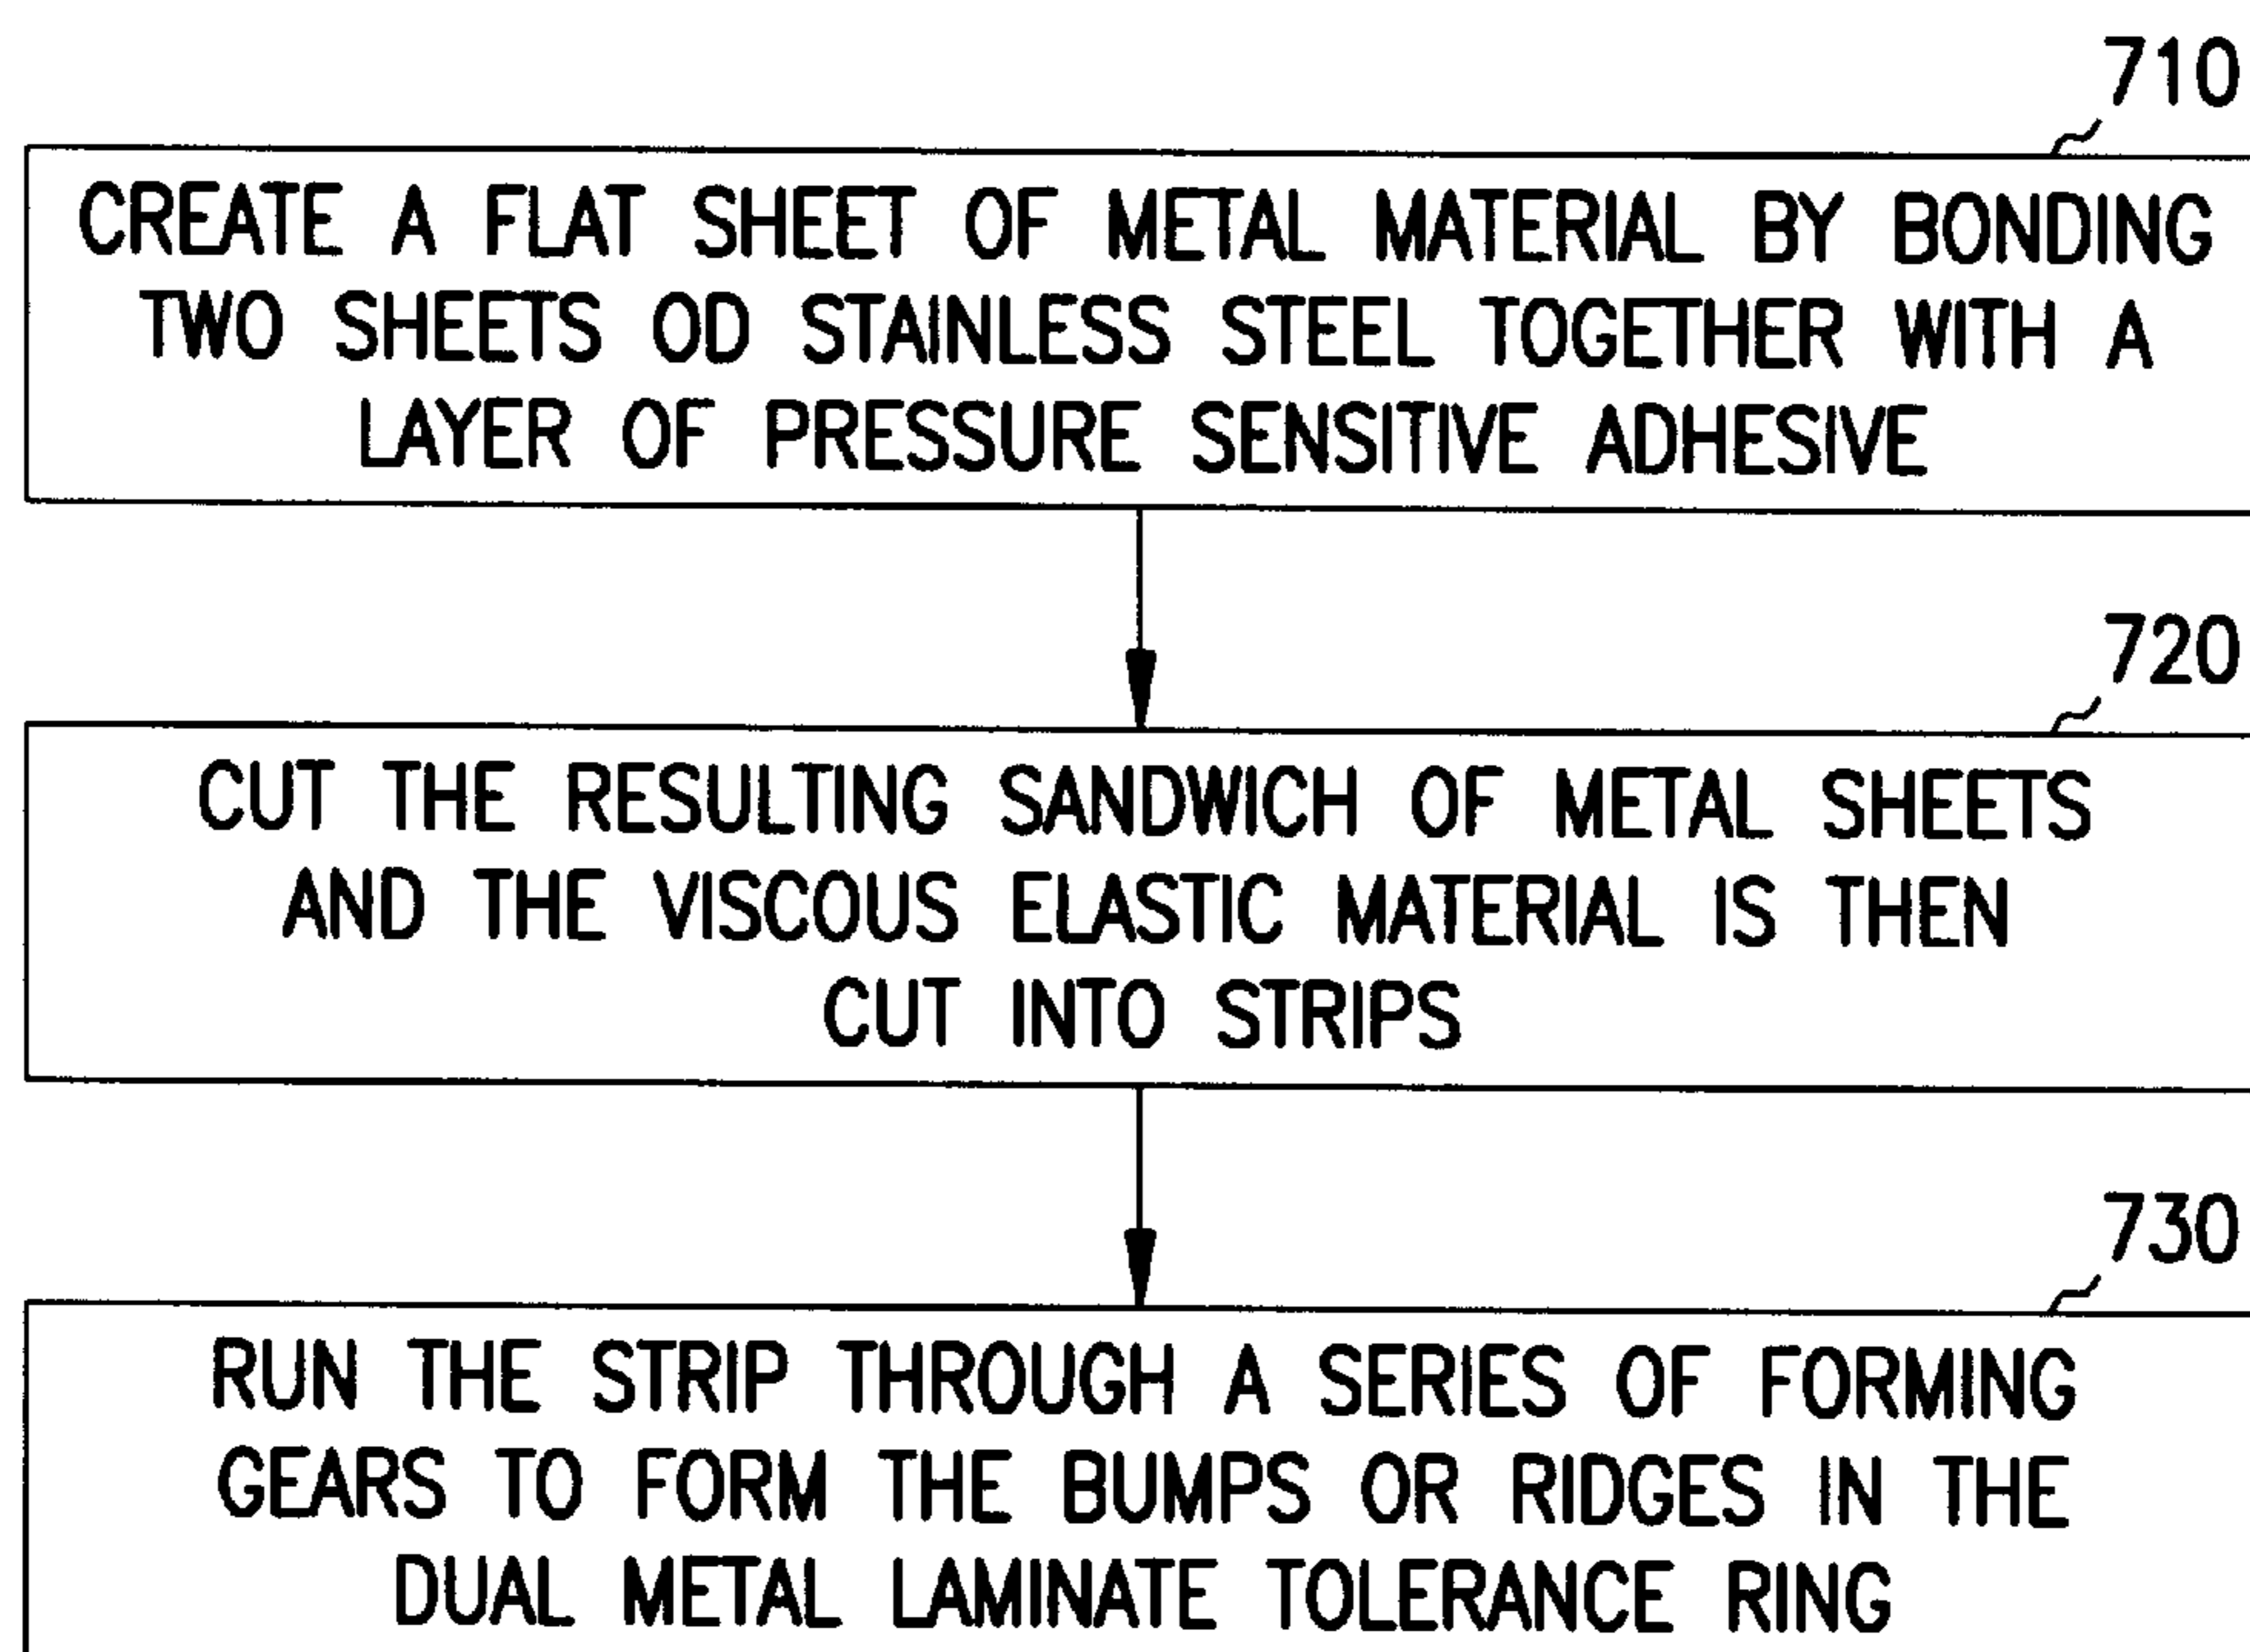 710
CREATE A FLAT SHEET OF METAL MATERIAL BY BONDING
TWO SHEETS OD STAINLESS STEEL TOGETHER WITH A
LAYER OF PRESSURE SENSITIVE ADHESIVE
720
CUT THE RESULTING SANDWICH OF METAL SHEETS
AND THE VISCOUS ELASTIC MATERIAL IS THEN
CUT INTO STRIPS
730
RUN THE STRIP THROUGH A SERIES OF FORMING
GEARS TO FORM THE BUMPS OR RIDGES IN THE
DUAL METAL LAMINATE TOLERANCE RING